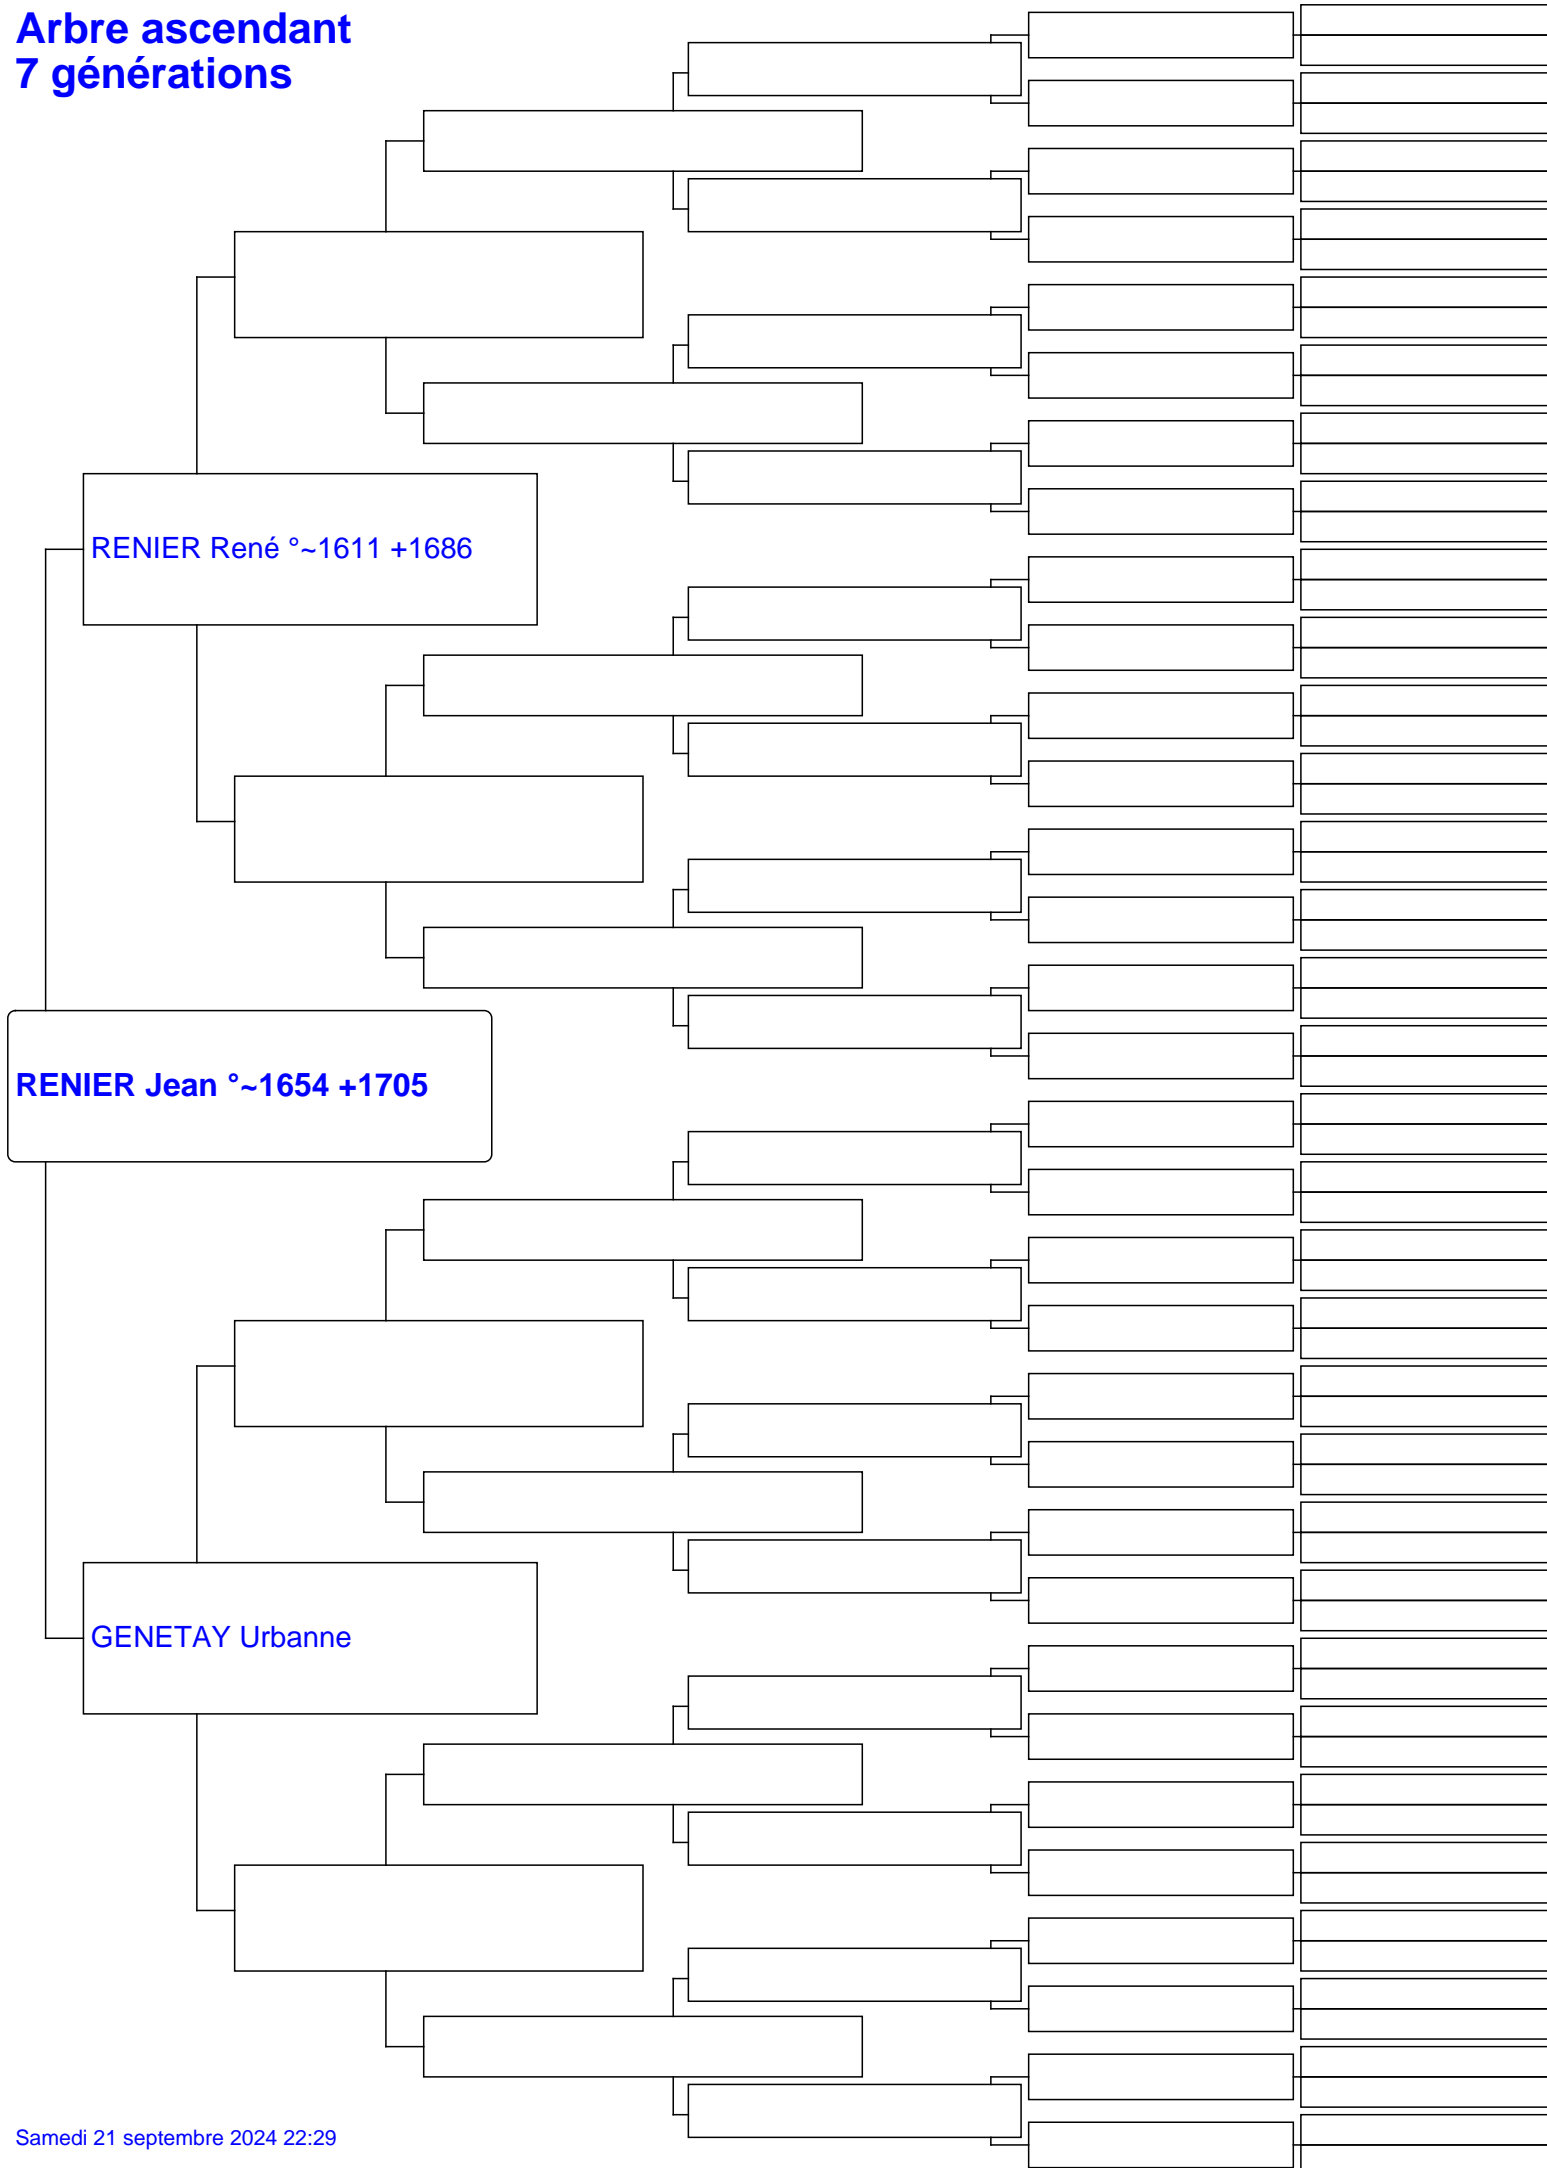 Arbre ascendant
7 générations
RENIER René °~1611 +1686
RENIER Jean °~1654 +1705
GENETAY Urbanne
Samedi 21 septembre 2024 22:29